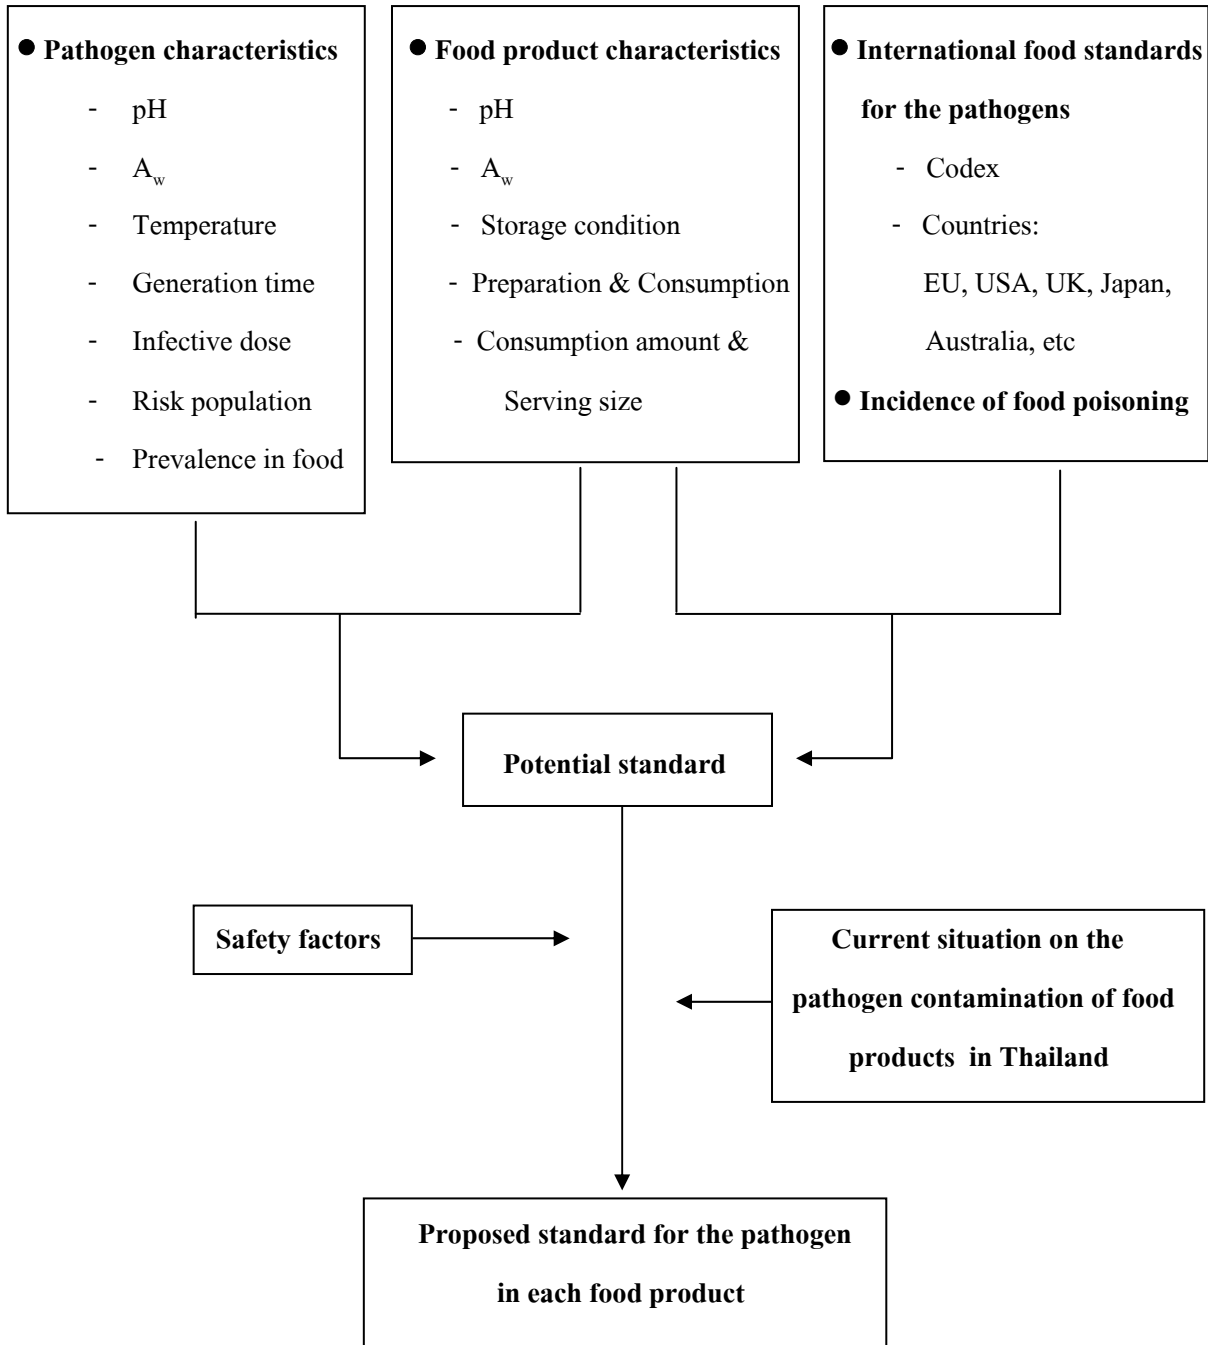 ● Pathogen characteristics
- pH
- Aw
- Temperature
- Generation time
- Infective dose
- Risk population
- Prevalence in food
● Food product characteristics
- pH
- Aw
- Storage condition
- Preparation & Consumption
- Consumption amount &
Serving size
● International food standards
for the pathogens
- Codex
- Countries:
EU, USA, UK, Japan,
Australia, etc
● Incidence of food poisoning
Potential standard
Safety factors
Current situation on the
pathogen contamination of food
products in Thailand
Proposed standard for the pathogen
in each food product